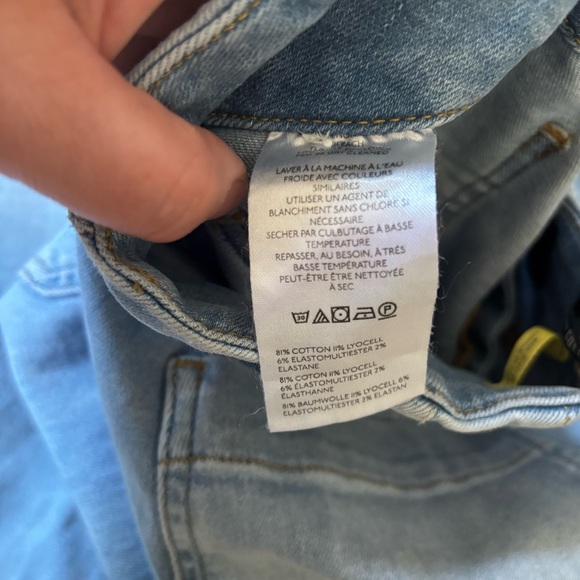 BLEACH
LAVER À LA MACHINE À L'EAU
FROIDE AVEC COULEURS
SIMILAIRES
UTILISER UN AGENT DE
BLANCHIMENT SANS CHLORE SI
NÉCESSAIRE
SECHER PAR CULBUTAGE À BASSE
TEMPERATURE
REPASSER, AU BESOIN, À TRÈS
BASSE TEMPÉRATURE
PEUT-ÊTRE ÊTRE NETTOYÉE
À SEC
30 P
81% COTTON 11% LYOCELL
6% ELASTOMULTIESTER 2%
ELASTANE
81% COTON 11% LYOCELL
6% ÉLASTOMULTIESTER 2%
ÉLASTHANNE
81% BAUMWOLLE 11% LYOCELL 6%
ELASTOMULTIESTER 2% ELASTAN